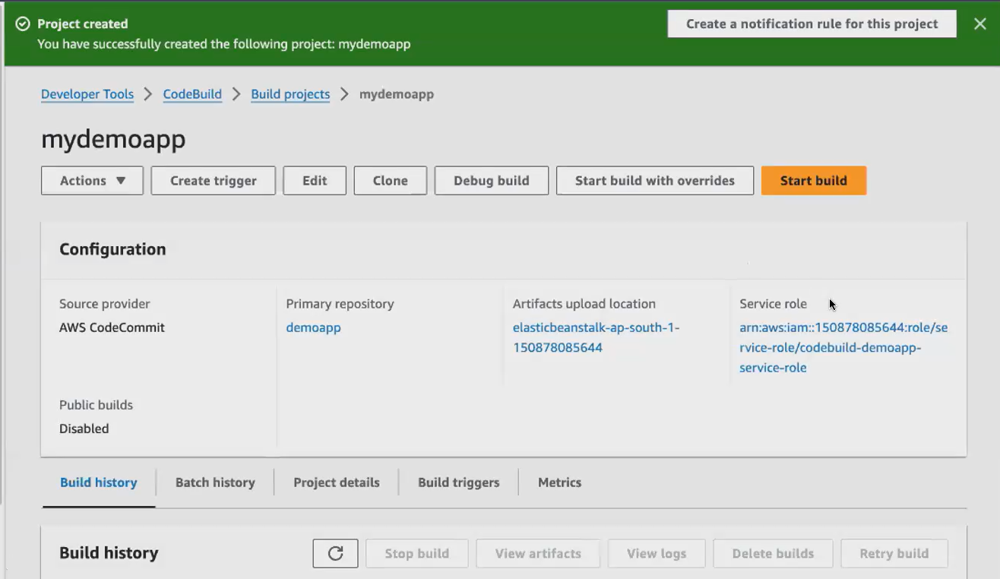 Project created
Create a notification rule for this project
You have successfully created the following project: mydemoapp
Developer Tools > CodeBuild > Build projects > mydemoapp
mydemoapp
Actions Create trigger Edit Clone Debug build Start build with overrides Start build
Configuration
Source provider
AWS CodeCommit
Primary repository
demoapp
Artifacts upload location
elasticbeanstalk-ap-south-1-
150878085644
Service role
arn:aws:iam::150878085644:role/se
rvice-role/codebuild-demoapp-
service-role
Public builds
Disabled
Build history Batch history Project details Build triggers Metrics
Build history Stop build View artifacts View logs Delete builds Retry build